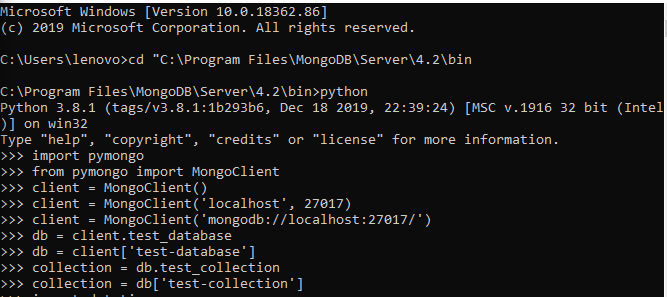 Microsoft Windows [Version 10.0.18362.86]
(c) 2019 Microsoft Corporation. All rights reserved.
C:\Users\lenovo>cd "C:\Program Files\MongoDB\Server\4.2\bin
C:\Program Files\MongoDB\Server\4.2\bin>python
Python 3.8.1 (tags/v3.8.1:1b293b6, Dec 18 2019, 22:39:24) [MSC v.1916 32 bit (Intel
)] on win32
Type "help", "copyright", "credits" or "license" for more information.
>>> import pymongo
>>> from pymongo import MongoClient
>>> client = MongoClient()
>>> client = MongoClient('localhost', 27017)
>>> client = MongoClient('mongodb://localhost:27017/')
>>> db = client.test_database
>>> db = client['test-database']
>>> collection = db.test_collection
>>> collection = db['test-collection']